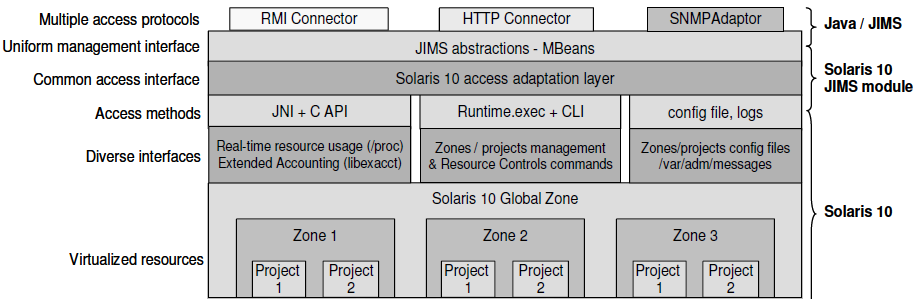 Multiple access protocols
RMI Connector
HTTP Connector
SNMPAdaptor
Java / JIMS
Uniform management interface
JIMS abstractions - MBeans
Common access interface
Solaris 10 access adaptation layer
Solaris 10
JIMS module
Access methods
JNI + C API
Runtime.exec + CLI
config file, logs
Diverse interfaces
Real-time resource usage (/proc)
Extended Accounting (libexacct)
Zones / projects management
& Resource Controls commands
Zones/projects config files
/var/adm/messages
Solaris 10 Global Zone
Solaris 10
Virtualized resources
Zone 1
Project
1
Project
2
Zone 2
Project
1
Project
2
Zone 3
Project
1
Project
2